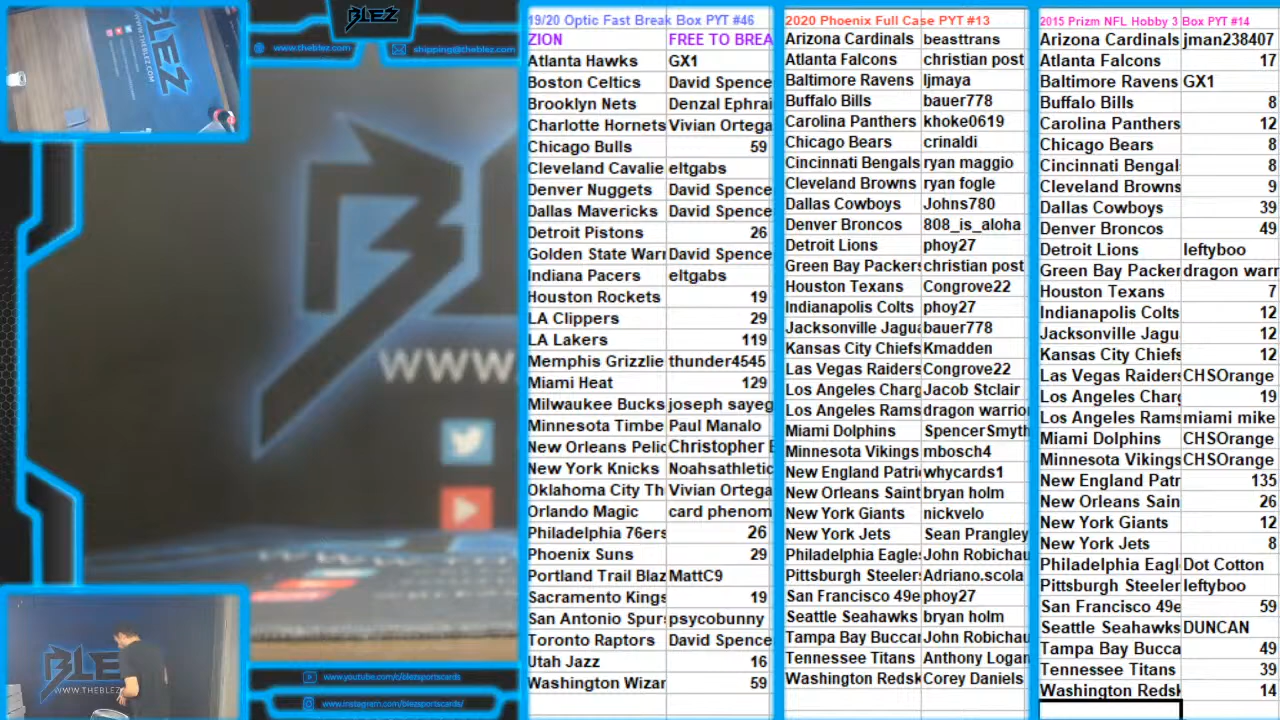 BLEZ
www.theblez.com
shipping@theblez.com
WWW.
www.youtube.com/c/blezsportscards
www.instagram.com/blezsportscards/
BLEZ
WWW.THEBLEZ.COM
BLEZ
WWW.THEBLEZ
19/20 Optic Fast Break Box PYT #46
ZION FREE TO BREA
Atlanta Hawks GX1
Boston Celtics David Spence
Brooklyn Nets Denzal Ephrai
Charlotte Hornets Vivian Ortega
Chicago Bulls 59
Cleveland Cavalie eltgabs
Denver Nuggets David Spence
Dallas Mavericks David Spence
Detroit Pistons 26
Golden State Warr David Spence
Indiana Pacers eltgabs
Houston Rockets 19
LA Clippers 29
LA Lakers 119
Memphis Grizzlie thunder4545
Miami Heat 129
Milwaukee Bucks joseph sayeg
Minnesota Timbe Paul Manalo
New Orleans Pelic Christopher E
New York Knicks Noahsathletic
Oklahoma City Th Vivian Ortega
Orlando Magic card phenom
Philadelphia 76ers 26
Phoenix Suns 29
Portland Trail Blaz MattC9
Sacramento Kings 19
San Antonio Spurs psycobunny
Toronto Raptors David Spence
Utah Jazz 16
Washington Wizar 59
2020 Phoenix Full Case PYT #13
Arizona Cardinals beasttrans
Atlanta Falcons christian post
Baltimore Ravens ljmaya
Buffalo Bills bauer778
Carolina Panthers khoke0619
Chicago Bears crinaldi
Cincinnati Bengals ryan maggio
Cleveland Browns ryan fogle
Dallas Cowboys Johns780
Denver Broncos 808_is_aloha
Detroit Lions phoy27
Green Bay Packers christian post
Houston Texans Congrove22
Indianapolis Colts phoy27
Jacksonville Jagua bauer778
Kansas City Chiefs Kmadden
Las Vegas Raiders Congrove22
Los Angeles Charg Jacob Stclair
Los Angeles Rams dragon warrior
Miami Dolphins SpencerSmyth
Minnesota Vikings mbosch4
New England Patri whycards1
New Orleans Saint bryan holm
New York Giants nickvelo
New York Jets Sean Prangley
Philadelphia Eagle John Robichau
Pittsburgh Steelers Adriano.scola
San Francisco 49e phoy27
Seattle Seahawks bryan holm
Tampa Bay Buccan John Robichau
Tennessee Titans Anthony Logan
Washington Redsk Corey Daniels
2015 Prizm NFL Hobby 3 Box PYT #14
Arizona Cardinals jman238407
Atlanta Falcons 17
Baltimore Ravens GX1
Buffalo Bills 8
Carolina Panthers 12
Chicago Bears 8
Cincinnati Bengal 8
Cleveland Browns 9
Dallas Cowboys 39
Denver Broncos 49
Detroit Lions leftyboo
Green Bay Packer dragon warr
Houston Texans 7
Indianapolis Colts 12
Jacksonville Jagu 12
Kansas City Chiefs 12
Las Vegas Raiders CHSOrange
Los Angeles Charg 19
Los Angeles Rams miami mike
Miami Dolphins CHSOrange
Minnesota Vikings CHSOrange
New England Patr 135
New Orleans Sain 26
New York Giants 12
New York Jets 8
Philadelphia Eagl Dot Cotton
Pittsburgh Steeler leftyboo
San Francisco 49e 59
Seattle Seahawks DUNCAN
Tampa Bay Bucca 49
Tennessee Titans 39
Washington Redsk 14